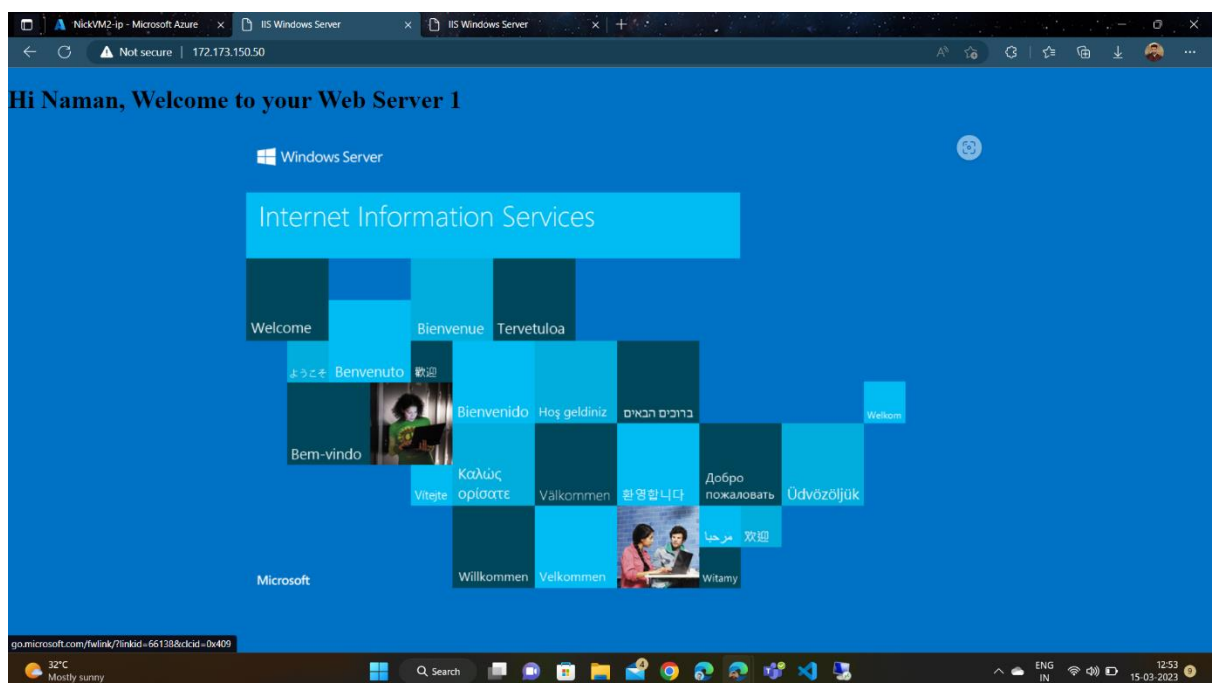 NickVM2-ip - Microsoft Azure
IIS Windows Server
IIS Windows Server
Not secure | 172.173.150.50
Hi Naman, Welcome to your Web Server 1
Windows Server
Internet Information Services
Welcome
Bienvenue
Tervetuloa
ようこそ
Benvenuto
歡迎
Bienvenido
Hoş geldiniz
ברוכים הבאים
Welkom
Bem-vindo
Vítejte
Καλώς
ορίσατε
Välkommen
환영합니다
Добро
пожаловать
Üdvözöljük
مرحبا
欢迎
Microsoft
Willkommen
Velkommen
Witamy
go.microsoft.com/fwlink/?linkid=66138&clcid=0x409
32°C
Mostly sunny
Search
ENG
IN
12:53
15-03-2023